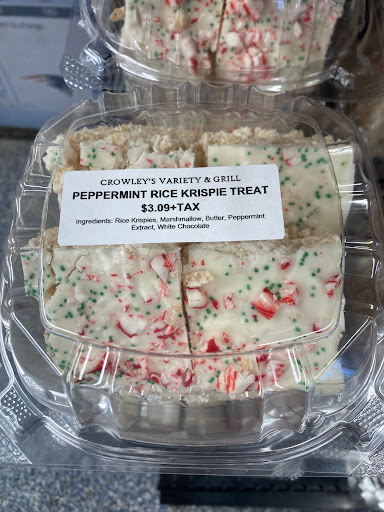 CROWLEY'S VARIETY & GRILL
PEPPERMINT RICE KRISPIE TREAT
$3.09+TAX
Ingredients: Rice Krispies, Marshmallow, Butter, Peppermint
Extract, White Chocolate